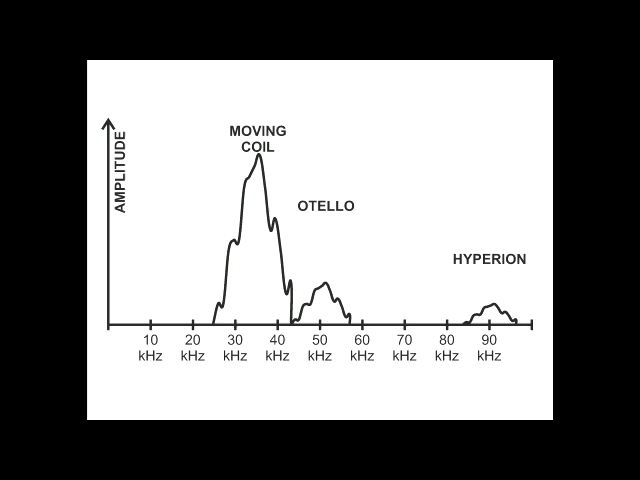 MOVING
COIL
AMPLITUDE
OTELLO
HYPERION
10 20 30 40 50 60 70 80 90
kHz kHz kHz kHz kHz kHz kHz kHz kHz